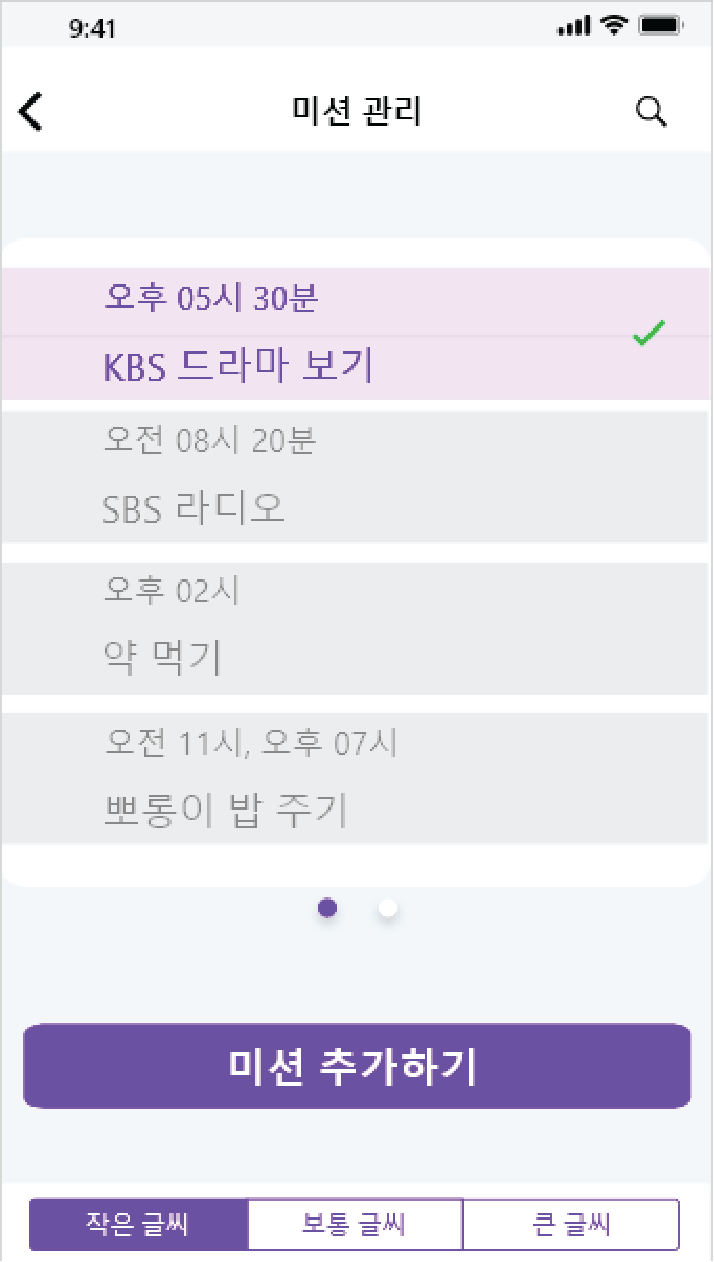 9:41
미션 관리
오후 05시 30분
KBS 드라마 보기
오전 08시 20분
SBS 라디오
오후 02시
약 먹기
오전 11시, 오후 07시
뽀롱이 밥 주기
미션 추가하기
작은 글씨 보통 글씨 큰 글씨